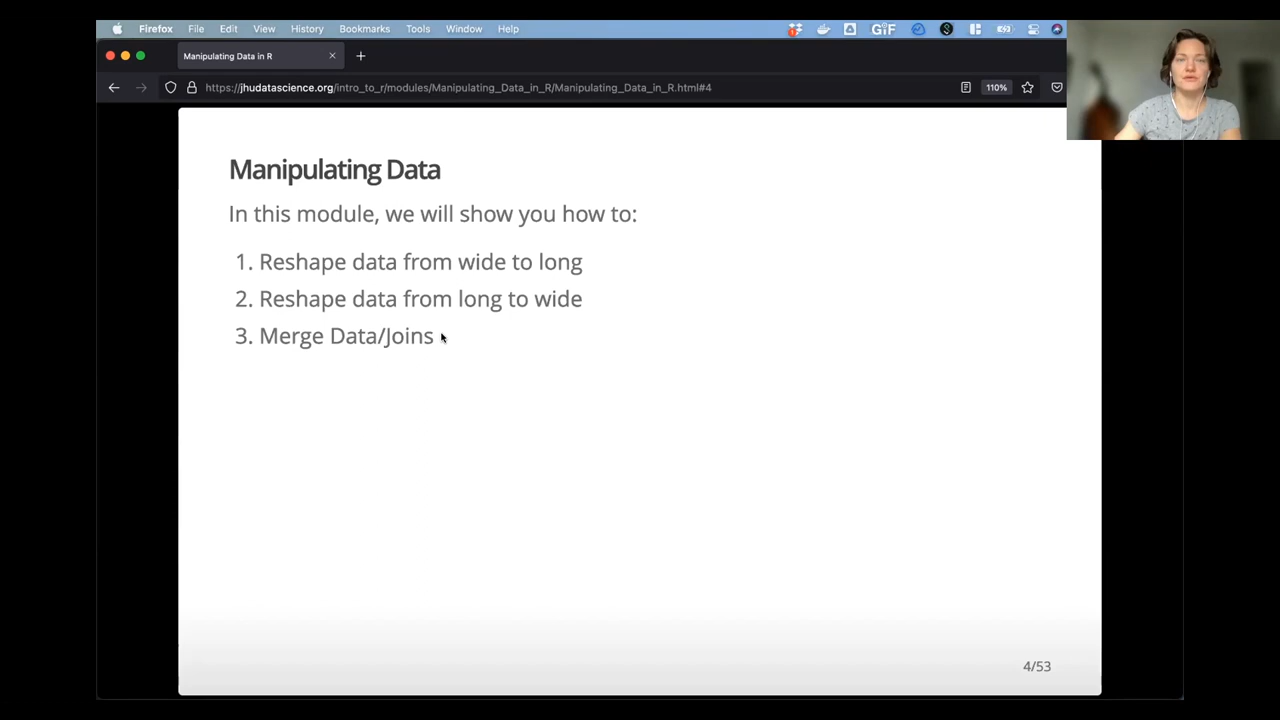 Firefox File Edit View History Bookmarks Tools Window Help
GIF
Manipulating Data in R
https://jhudatascience.org/intro_to_r/modules/Manipulating_Data_in_R/Manipulating_Data_in_R.html#4
110%
Manipulating Data
In this module, we will show you how to:
1. Reshape data from wide to long
2. Reshape data from long to wide
3. Merge Data/Joins
4/53